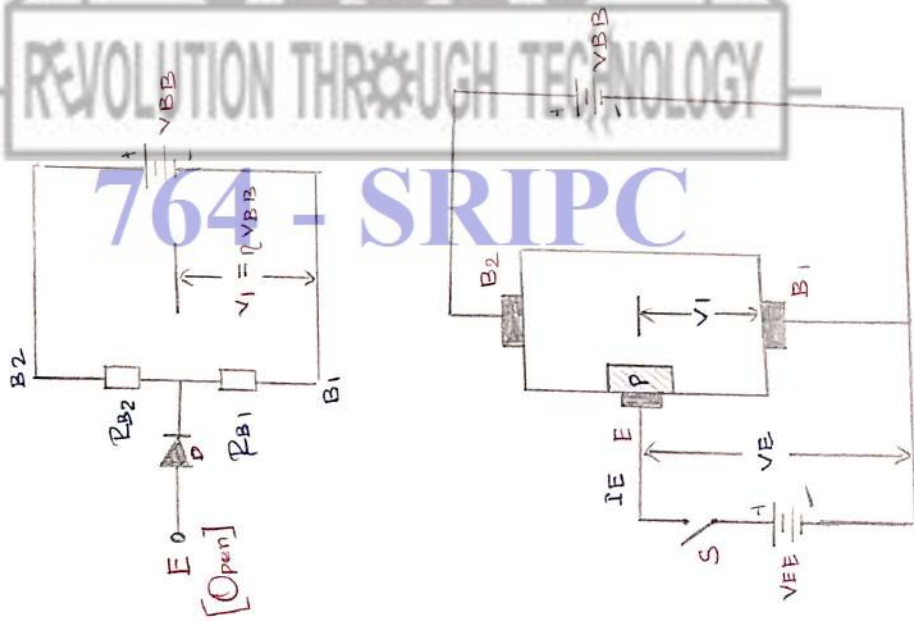 REVOLUTION THROUGH TECHNOLOGY
764 - SRIPC
B2
RB2
E
[Open]
D
RB1
B1
+
-
VBB
V1 = ηVBB
B2
+
-
VBB
P
E
IE
V1
B1
VE
S
+
-
VEE